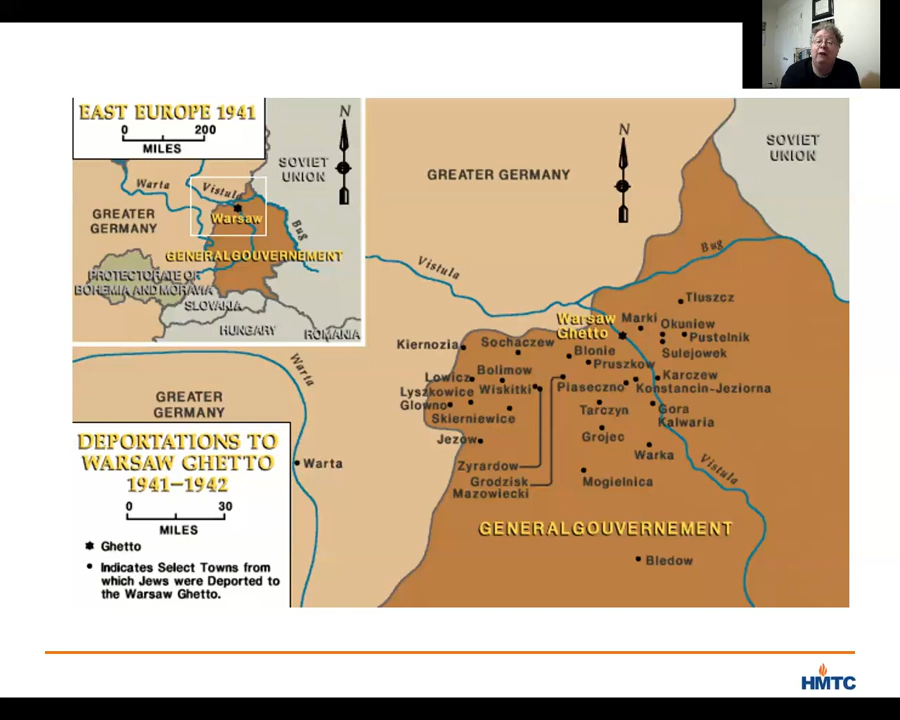 EAST EUROPE 1941
0 200
MILES
N
SOVIET
UNION
Warta
Vistula
GREATER
GERMANY
Warsaw
Bug
GENERALGOUVERNEMENT
PROTECTORATE OF
BOHEMIA AND MORAVIA
SLOVAKIA
HUNGARY
ROMANIA
N
GREATER GERMANY
SOVIET
UNION
Bug
Vistula
Tluszcz
Warsaw
Ghetto
Marki
Okuniew
Pustelnik
Sulejowek
Kiernozia
Sochaczew
Blonie
Pruszkow
Bolimow
Lowicz
Karczew
Lyszkowice
Wiskitki
Piaseczno
Konstancin-Jeziorna
Glowno
Skierniewice
Tarczyn
Gora
Kalwaria
Jezow
Grojec
Warka
Zyrardow
Grodzisk
Mazowiecki
Mogielnica
Vistula
GENERALGOUVERNEMENT
Bledow
Warta
GREATER
GERMANY
Warta
DEPORTATIONS TO
WARSAW GHETTO
1941–1942
0 30
MILES
Ghetto
Indicates Select Towns from
which Jews were Deported to
the Warsaw Ghetto.
HMTC